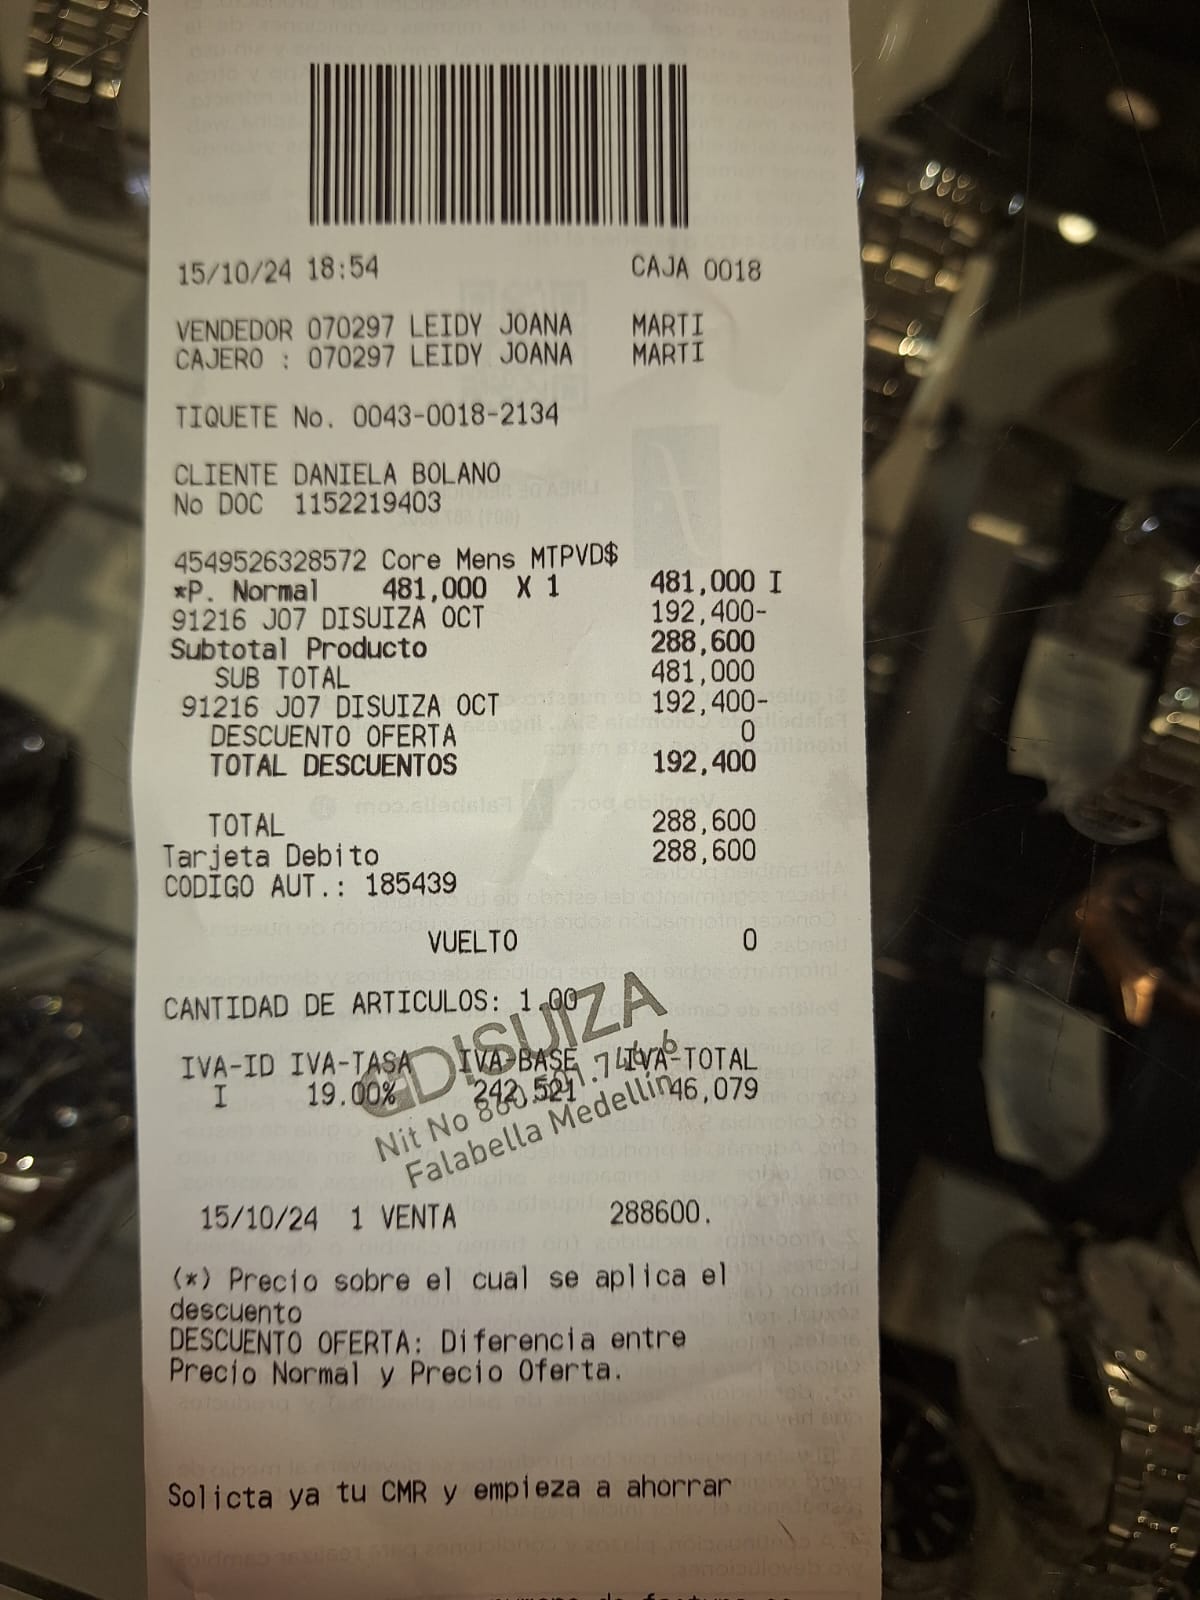 15/10/24 18:54 CAJA 0018
VENDEDOR 070297 LEIDY JOANA MARTI
CAJERO : 070297 LEIDY JOANA MARTI
TIQUETE No. 0043-0018-2134
CLIENTE DANIELA BOLANO
No DOC 1152219403
4549526328572 Core Mens MTPVD$
*P. Normal 481,000 X 1 481,000 I
91216 J07 DISUIZA OCT 192,400-
Subtotal Producto 288,600
SUB TOTAL 481,000
91216 J07 DISUIZA OCT 192,400-
DESCUENTO OFERTA 0
TOTAL DESCUENTOS 192,400
TOTAL 288,600
Tarjeta Debito 288,600
CODIGO AUT.: 185439
VUELTO 0
CANTIDAD DE ARTICULOS: 1.00
DISUIZA
IVA-ID IVA-TASA IVA-BASE IVA-TOTAL
I 19.00% 242,521 46,079
Nit No
Falabella Medellín
15/10/24 1 VENTA 288600.
(*) Precio sobre el cual se aplica el
descuento
DESCUENTO OFERTA: Diferencia entre
Precio Normal y Precio Oferta.
Solicta ya tu CMR y empieza a ahorrar